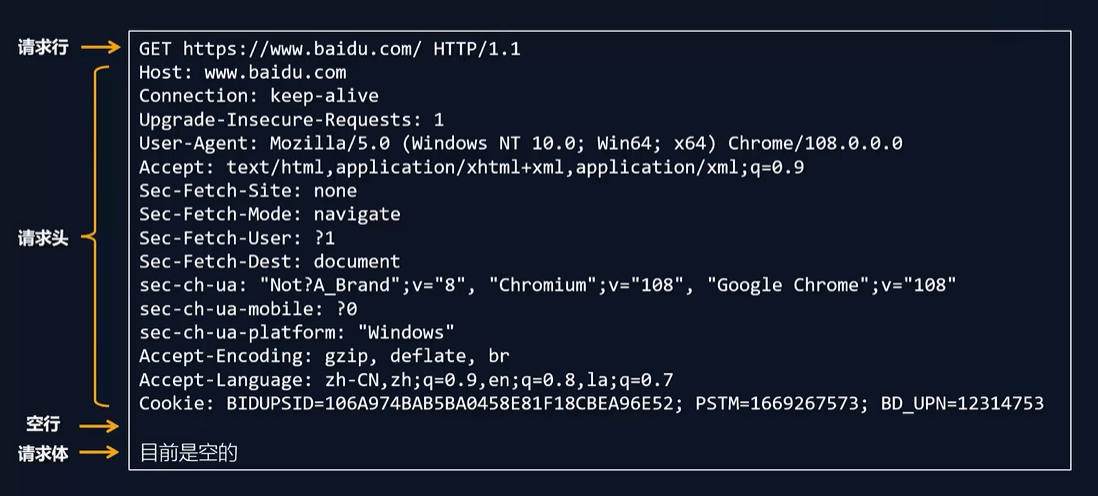 请求行
GET https://www.baidu.com/ HTTP/1.1
Host: www.baidu.com
Connection: keep-alive
Upgrade-Insecure-Requests: 1
User-Agent: Mozilla/5.0 (Windows NT 10.0; Win64; x64) Chrome/108.0.0.0
Accept: text/html,application/xhtml+xml,application/xml;q=0.9
Sec-Fetch-Site: none
Sec-Fetch-Mode: navigate
请求头
Sec-Fetch-User: ?1
Sec-Fetch-Dest: document
sec-ch-ua: "Not?A_Brand";v="8", "Chromium";v="108", "Google Chrome";v="108"
sec-ch-ua-mobile: ?0
sec-ch-ua-platform: "Windows"
Accept-Encoding: gzip, deflate, br
Accept-Language: zh-CN,zh;q=0.9,en;q=0.8,la;q=0.7
Cookie: BIDUPSID=106A974BAB5BA0458E81F18CBEA96E52; PSTM=1669267573; BD_UPN=12314753
空行
请求体
目前是空的